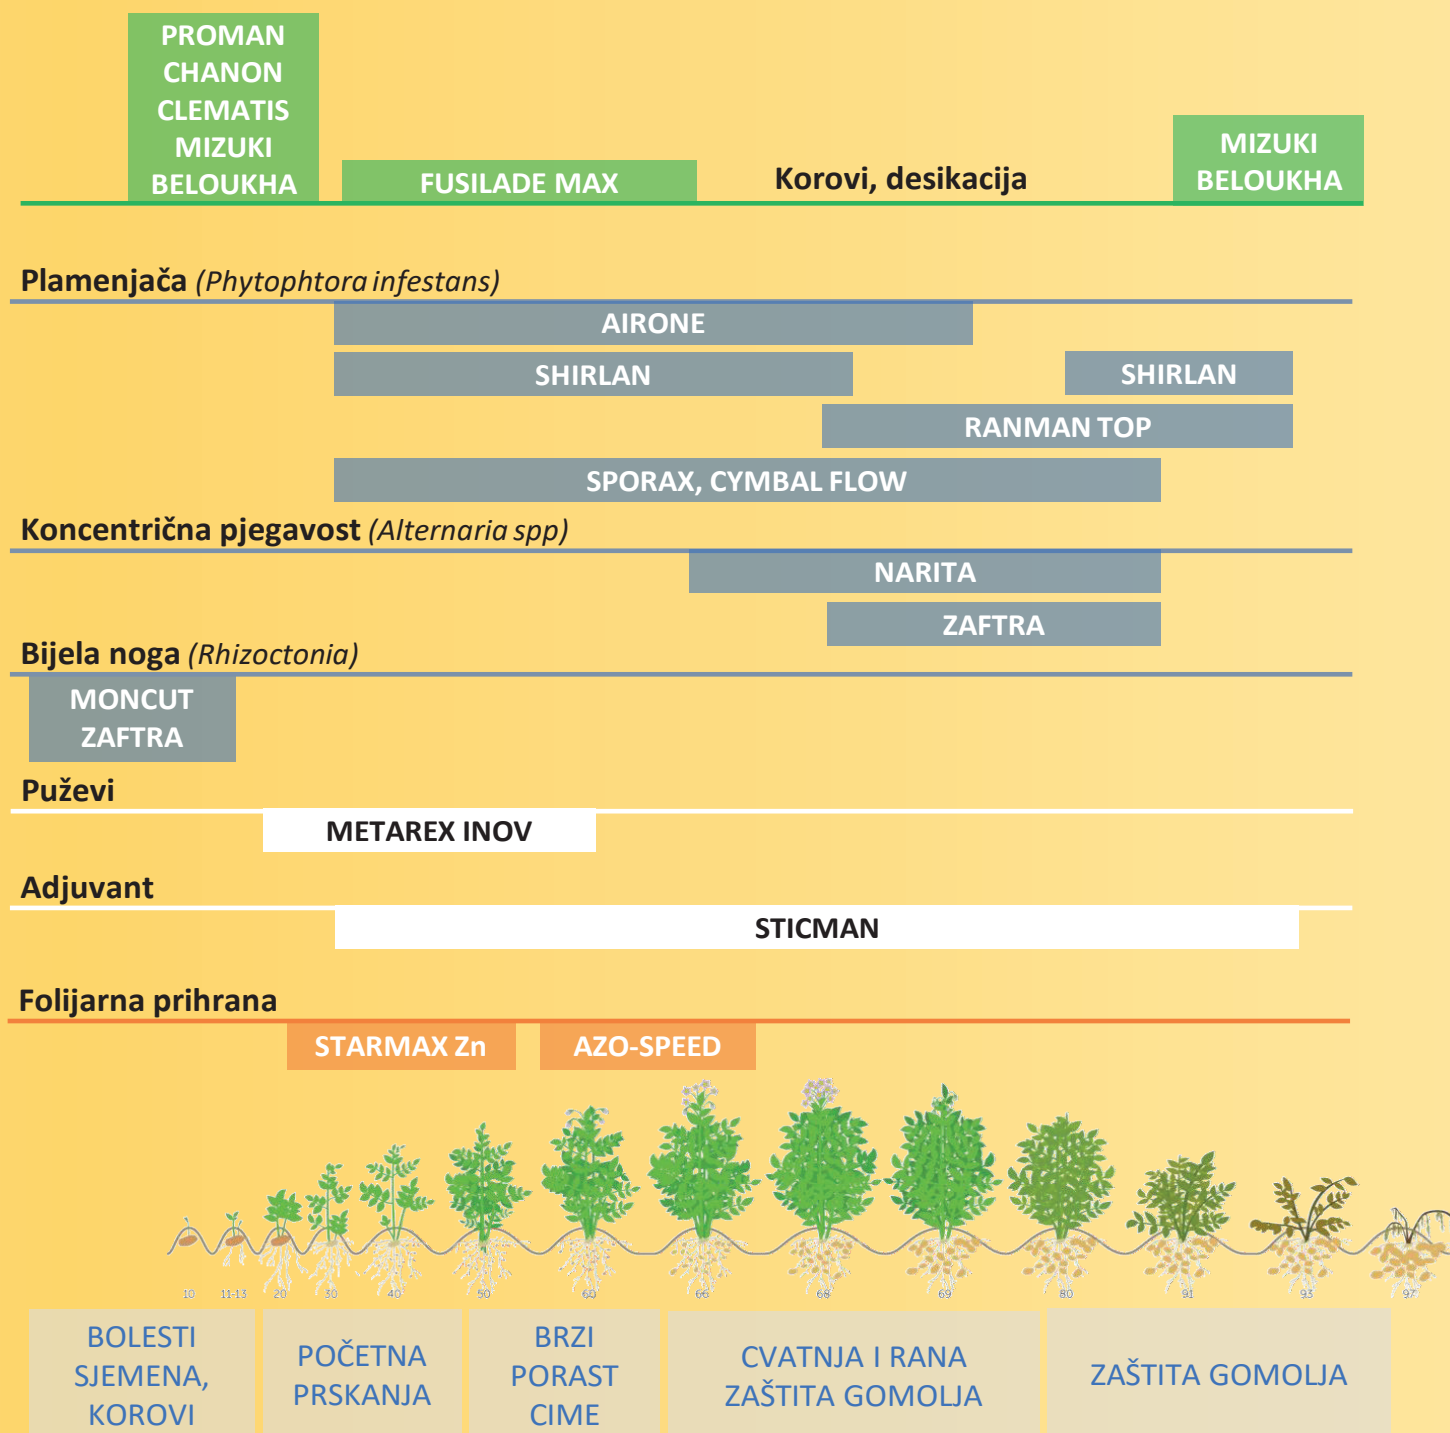 PROMAN
CHANON
CLEMATIS
MIZUKI
BELOUKHA
FUSILADE MAX
Korovi, desikacija
MIZUKI
BELOUKHA
Plamenjača (Phytophtora infestans)
AIRONE
SHIRLAN
SHIRLAN
RANMAN TOP
SPORAX, CYMBAL FLOW
Koncentrična pjegavost (Alternaria spp)
NARITA
ZAFTRA
Bijela noga (Rhizoctonia)
MONCUT
ZAFTRA
Puževi
METAREX INOV
Adjuvant
STICMAN
Folijarna prihrana
STARMAX Zn
AZO-SPEED
10 11-13 20 30 40 50 60 66 68 69 80 91 93 97
BOLESTI
SJEMENA,
KOROVI
POČETNA
PRSKANJA
BRZI
PORAST
CIME
CVATNJA I RANA
ZAŠTITA GOMOLJA
ZAŠTITA GOMOLJA